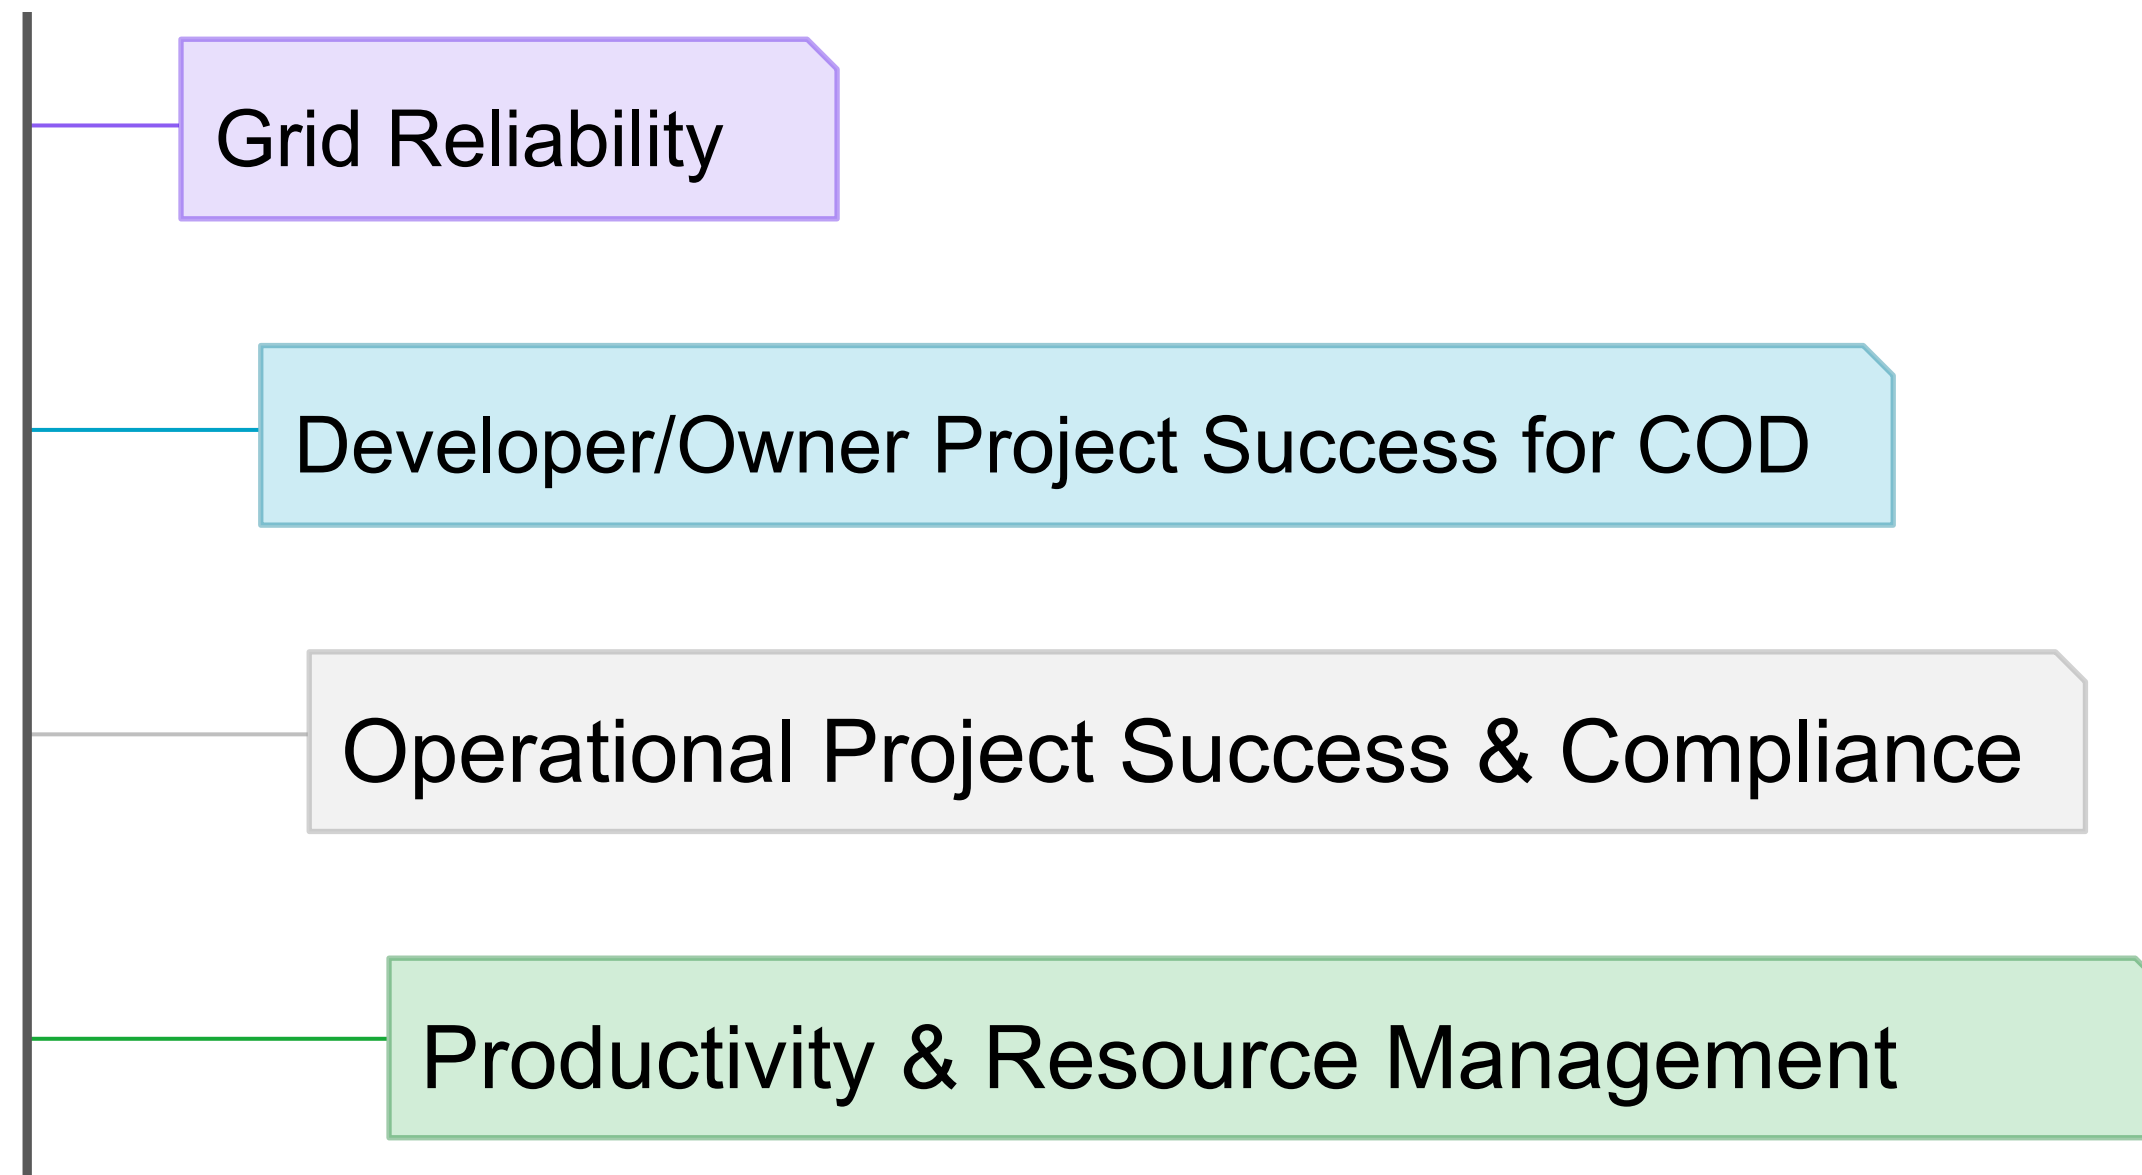 Grid Reliability
Developer/Owner Project Success for COD
Operational Project Success & Compliance
Productivity & Resource Management